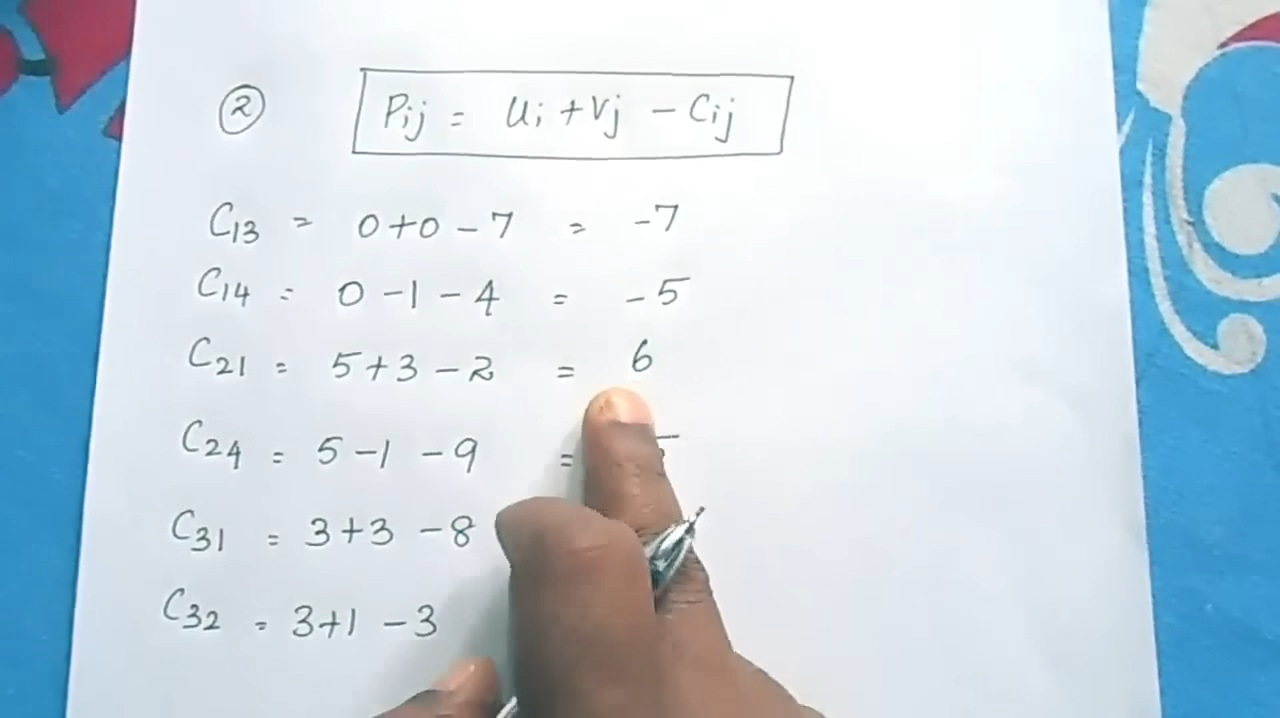 2 Pij = Ui + Vj - Cij
C13 = 0+0-7 = -7
C14 = 0-1-4 = -5
C21 = 5+3-2 = 6
C24 = 5-1-9 =
C31 = 3+3-8
C32 = 3+1-3